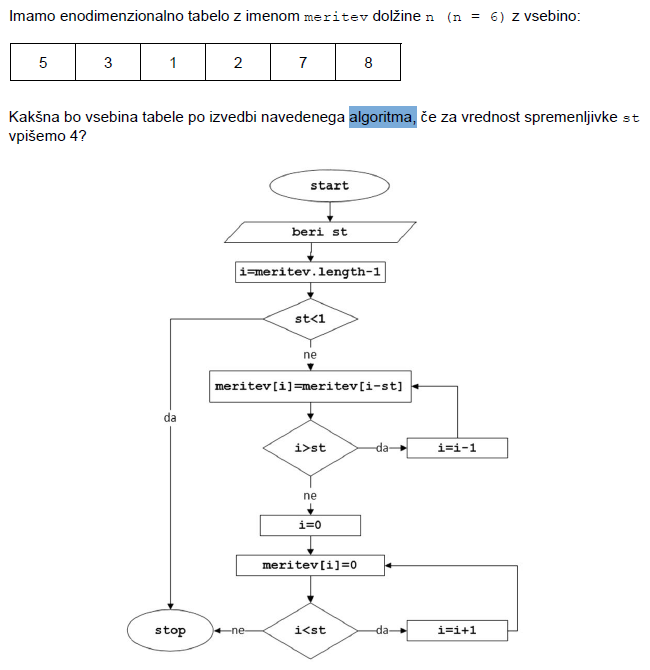 Imamo enodimenzionalno tabelo z imenom meritev dolžine n (n = 6) z vsebino:
5 3 1 2 7 8
Kakšna bo vsebina tabele po izvedbi navedenega algoritma, če za vrednost spremenljivke st
vpišemo 4?
start
beri st
i=meritev.length-1
st<1
ne
meritev[i]=meritev[i-st]
da
i>st
da
i=i-1
ne
i=0
meritev[i]=0
stop
ne
i<st
da
i=i+1